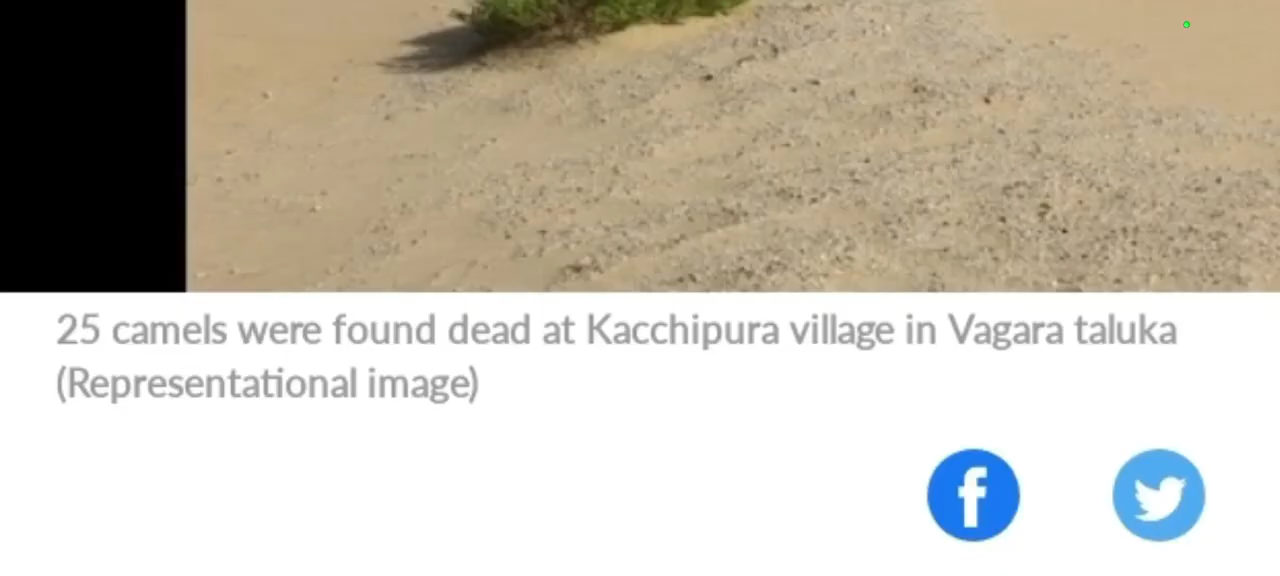 25 camels were found dead at Kacchipura village in Vagara taluka
(Representational image)